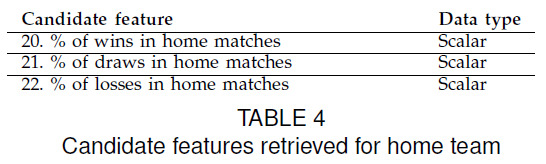 Candidate feature Data type
20. % of wins in home matches Scalar
21. % of draws in home matches Scalar
22. % of losses in home matches Scalar
TABLE 4
Candidate features retrieved for home team